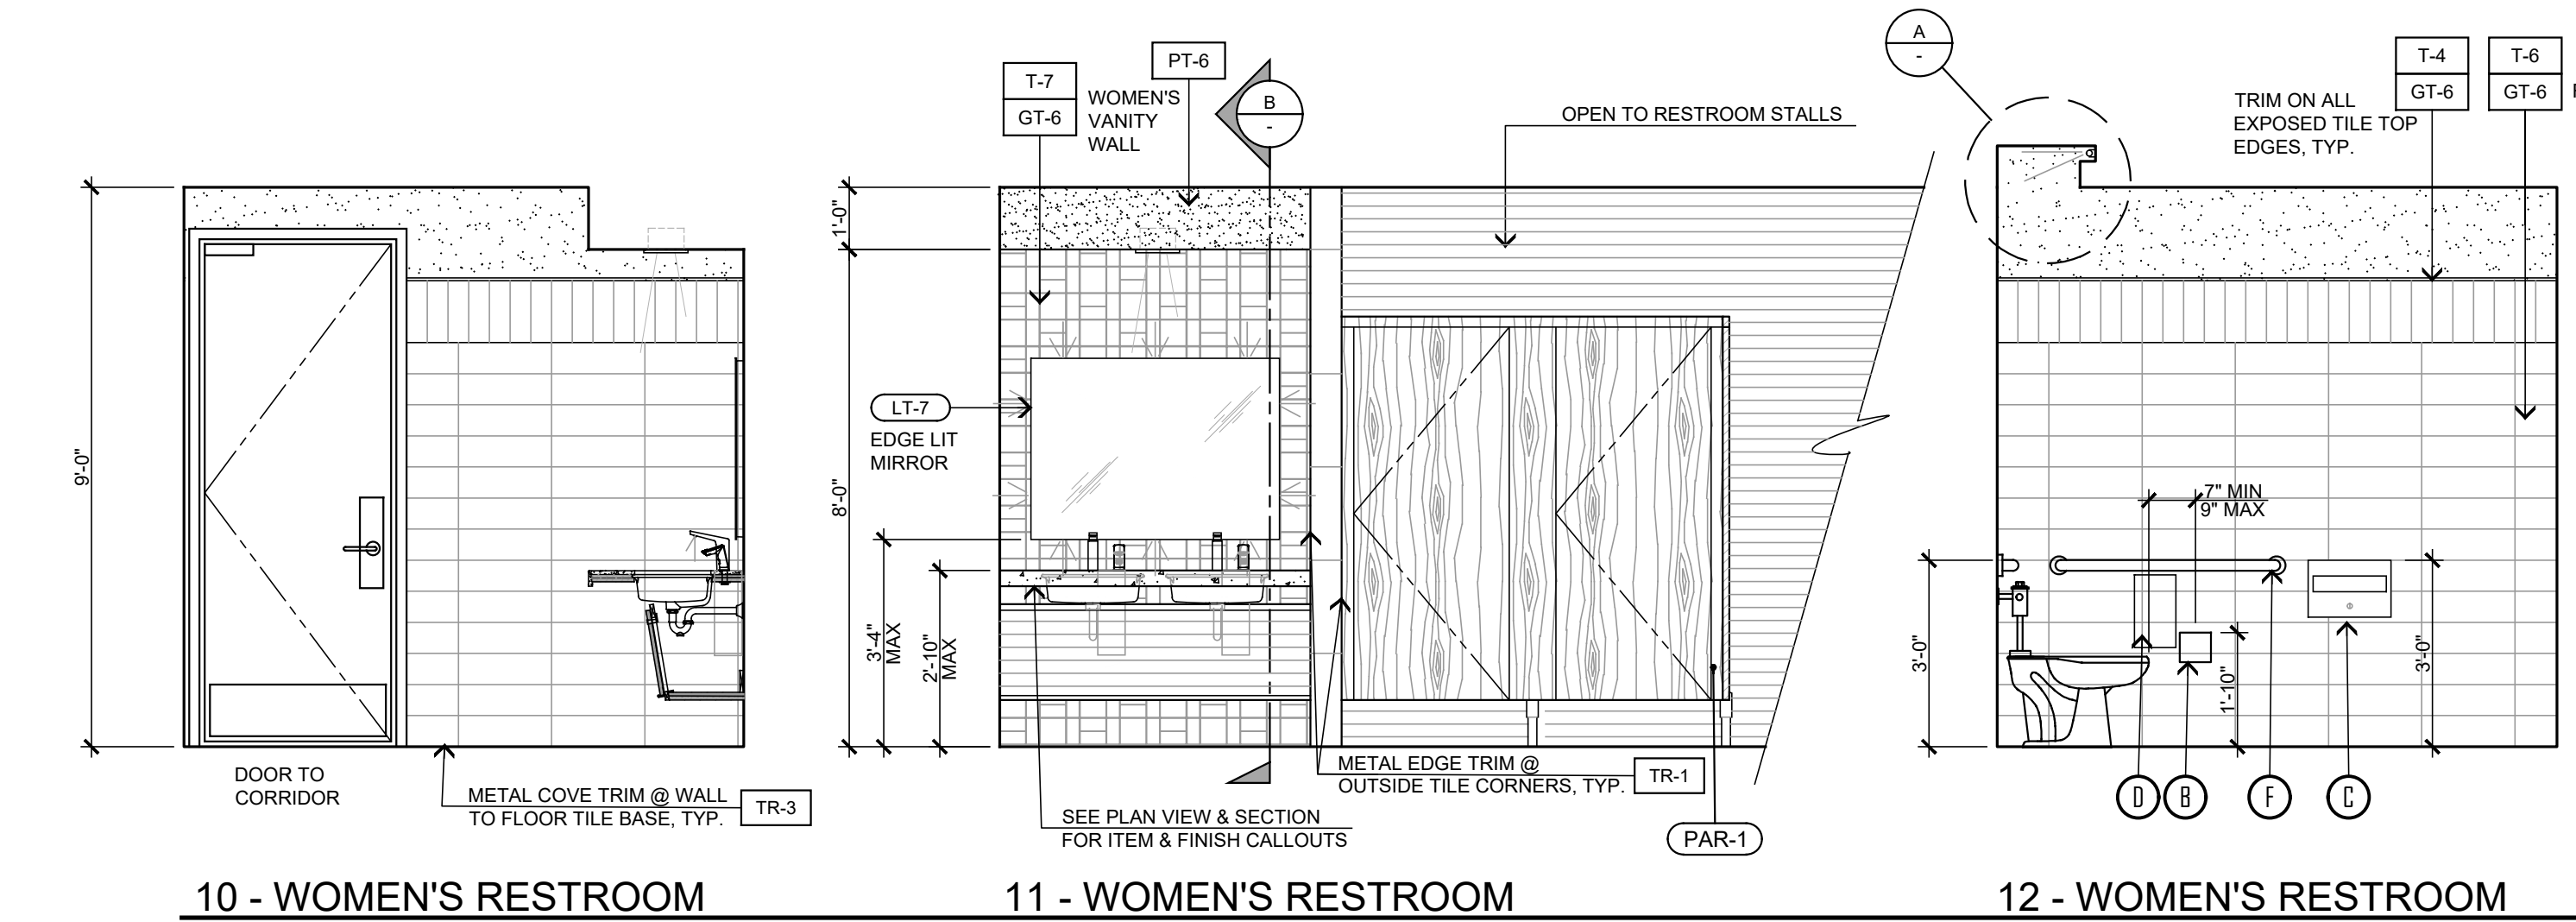 9'-0"
DOOR TO
CORRIDOR
METAL COVE TRIM @ WALL
TO FLOOR TILE BASE, TYP.
TR-3
10 - WOMEN'S RESTROOM
T-7
GT-6
WOMEN'S
VANITY
WALL
PT-6
B
-
OPEN TO RESTROOM STALLS
1'-0"
8'-0"
LT-7
EDGE LIT
MIRROR
3'-4"
MAX
2'-10"
MAX
METAL EDGE TRIM @
OUTSIDE TILE CORNERS, TYP.
TR-1
SEE PLAN VIEW & SECTION
FOR ITEM & FINISH CALLOUTS
PAR-1
11 - WOMEN'S RESTROOM
A
-
TRIM ON ALL
EXPOSED TILE TOP
EDGES, TYP.
T-4
GT-6
T-6
GT-6
7" MIN
9" MAX
3'-0"
1'-10"
3'-0"
D
B
F
C
12 - WOMEN'S RESTROOM